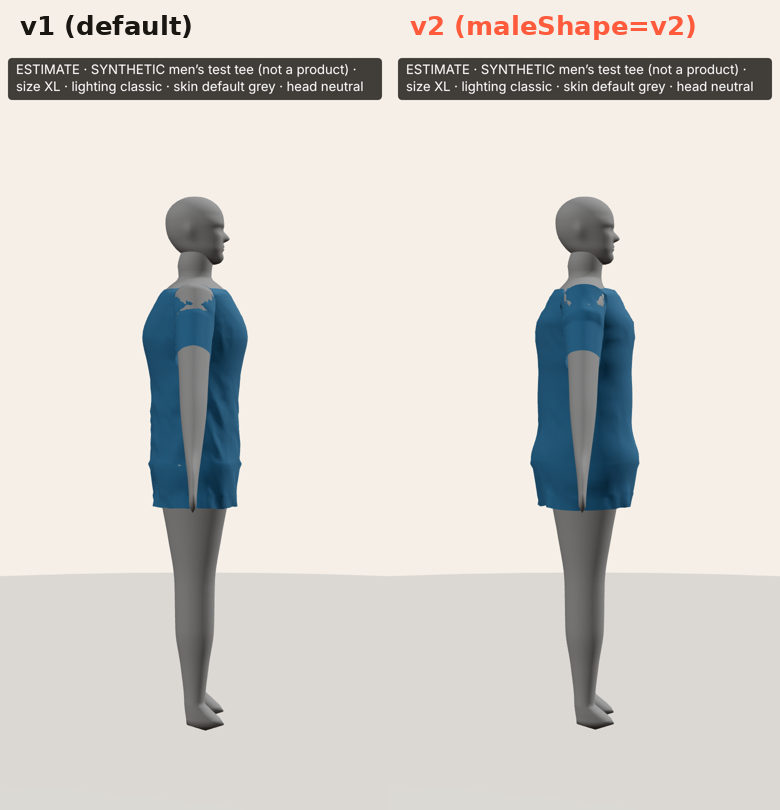 v1 (default)
ESTIMATE · SYNTHETIC men’s test tee (not a product) ·
size XL · lighting classic · skin default grey · head neutral
v2 (maleShape=v2)
ESTIMATE · SYNTHETIC men’s test tee (not a product) ·
size XL · lighting classic · skin default grey · head neutral